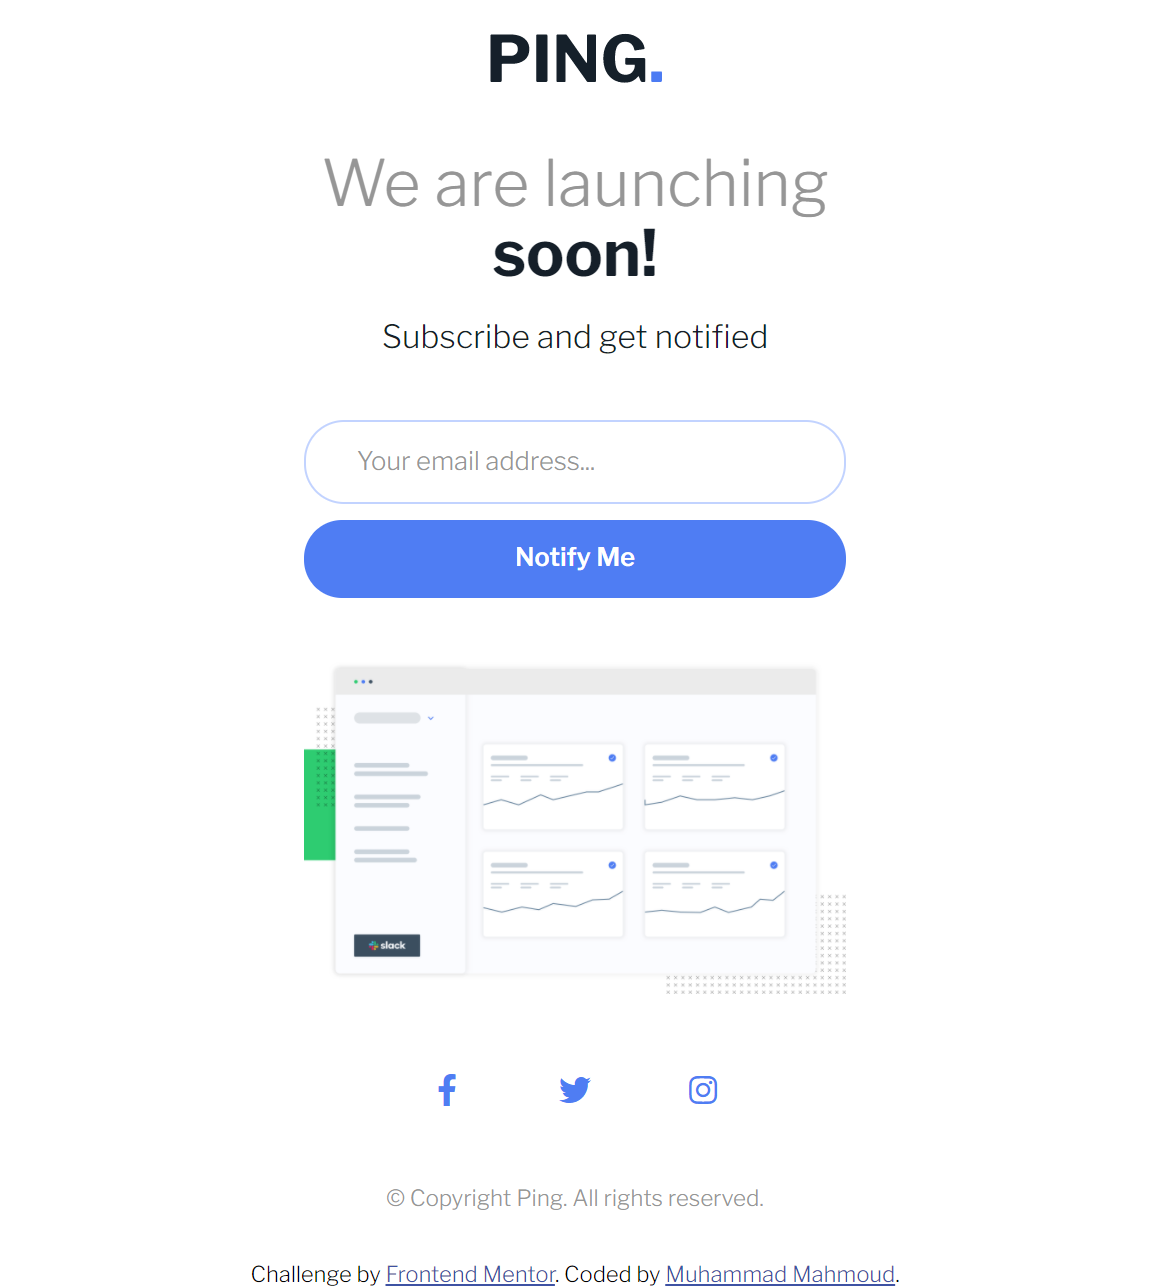 PING.
We are launching
soon!
Subscribe and get notified
Your email address...
Notify Me
slack
© Copyright Ping. All rights reserved.
Challenge by Frontend Mentor. Coded by Muhammad Mahmoud.